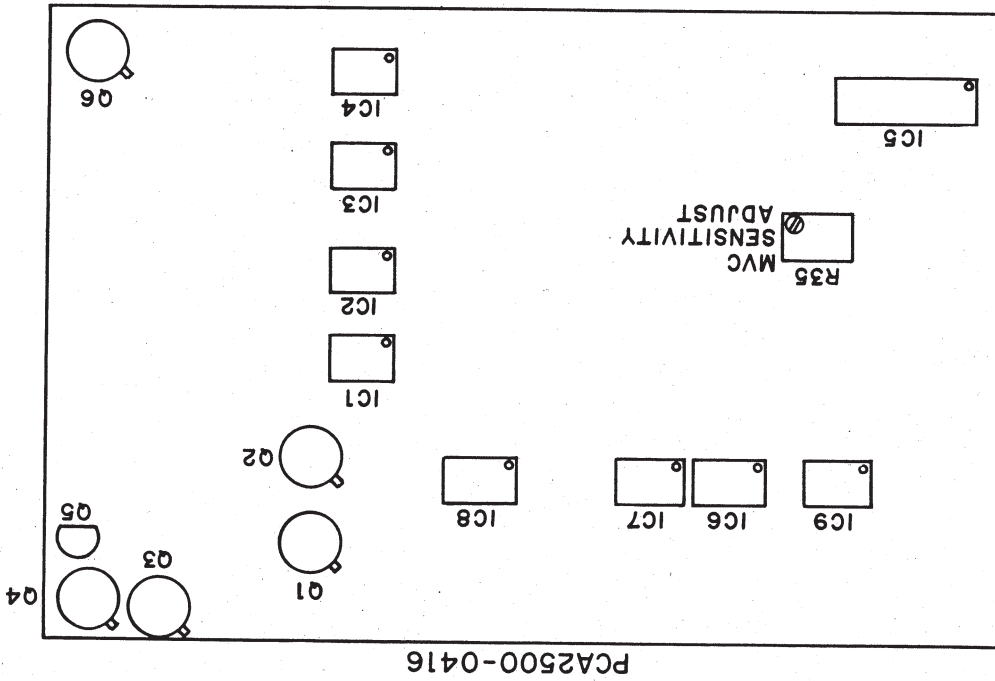 PCA2500-0416
Q1
Q4
Q3
IC9
IC6
IC7
IC8
Q5
Q2
IC1
IC2
R35
MVC
SENSITIVITY
ADJUST
IC3
IC5
IC4
Q6